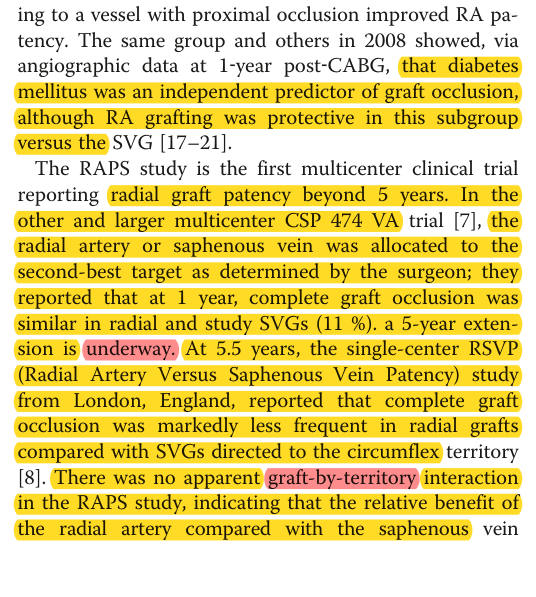 ing to a vessel with proximal occlusion improved RA pa-
tency. The same group and others in 2008 showed, via
angiographic data at 1-year post-CABG, that diabetes
mellitus was an independent predictor of graft occlusion,
although RA grafting was protective in this subgroup
versus the SVG [17–21].
The RAPS study is the first multicenter clinical trial
reporting radial graft patency beyond 5 years. In the
other and larger multicenter CSP 474 VA trial [7], the
radial artery or saphenous vein was allocated to the
second-best target as determined by the surgeon; they
reported that at 1 year, complete graft occlusion was
similar in radial and study SVGs (11 %). a 5-year exten-
sion is underway. At 5.5 years, the single-center RSVP
(Radial Artery Versus Saphenous Vein Patency) study
from London, England, reported that complete graft
occlusion was markedly less frequent in radial grafts
compared with SVGs directed to the circumflex territory
[8]. There was no apparent graft-by-territory interaction
in the RAPS study, indicating that the relative benefit of
the radial artery compared with the saphenous vein